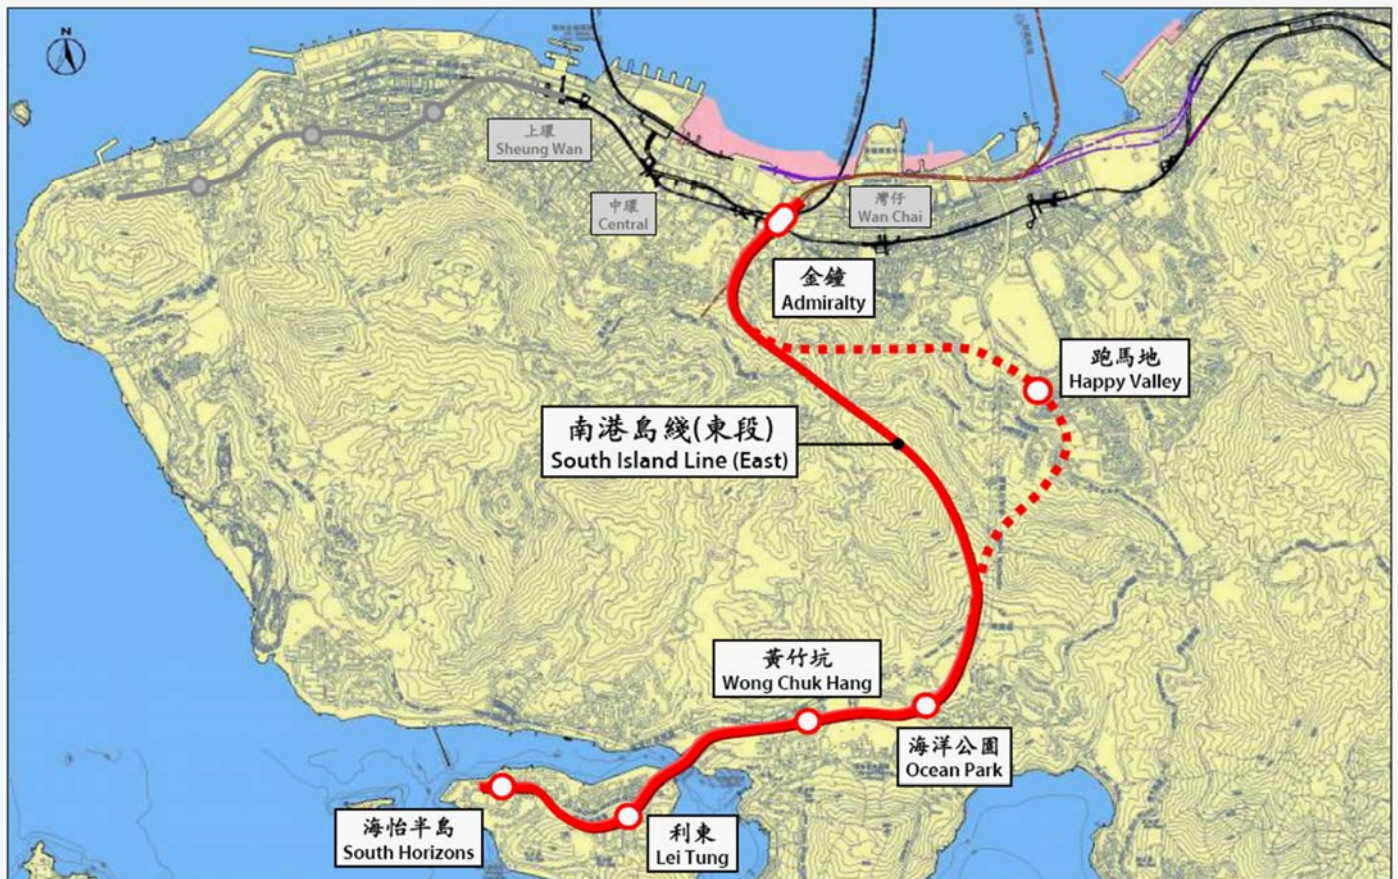 N
上環
Sheung Wan
中環
Central
灣仔
Wan Chai
金鐘
Admiralty
跑馬地
Happy Valley
南港島綫(東段)
South Island Line (East)
黃竹坑
Wong Chuk Hang
海洋公園
Ocean Park
海怡半島
South Horizons
利東
Lei Tung